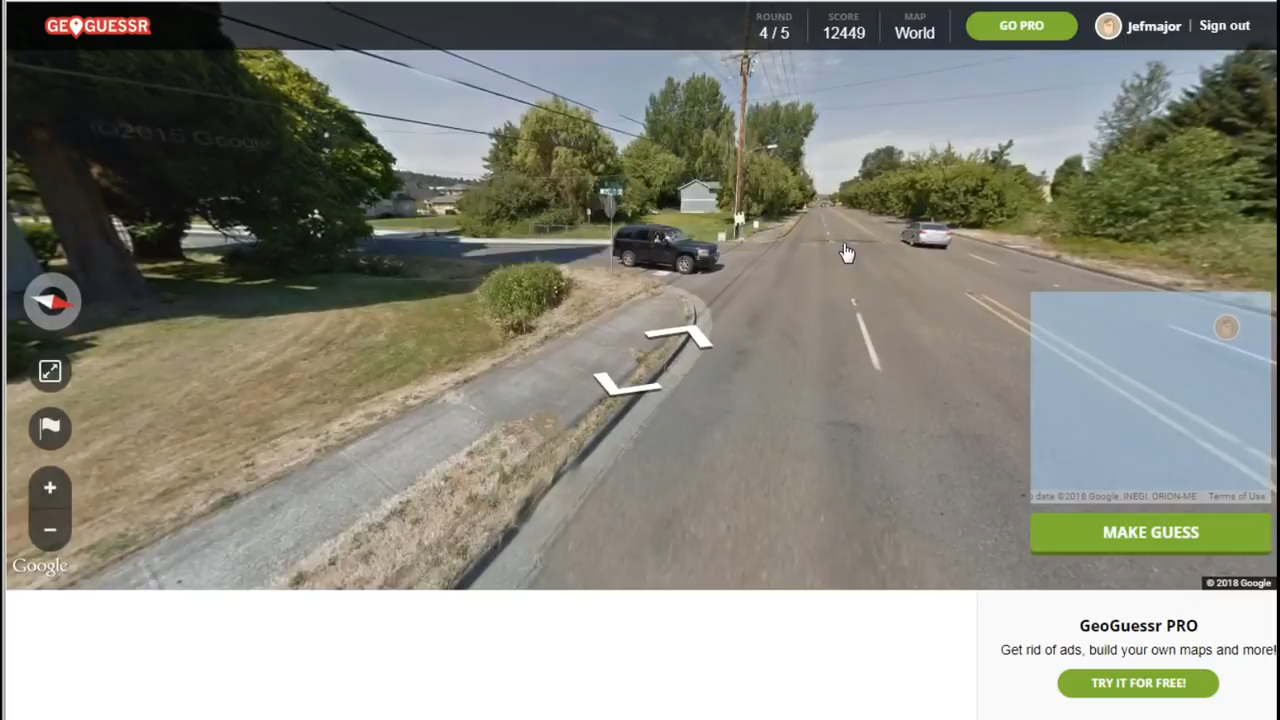 GEOGUESSR
ROUND
4 / 5
SCORE
12449
MAP
World
GO PRO
Jefmajor
Sign out
©2015 Google
data ©2018 Google, INEGI, ORION-ME
Terms of Use
MAKE GUESS
Google
© 2018 Google
GeoGuessr PRO
Get rid of ads, build your own maps and more!
TRY IT FOR FREE!